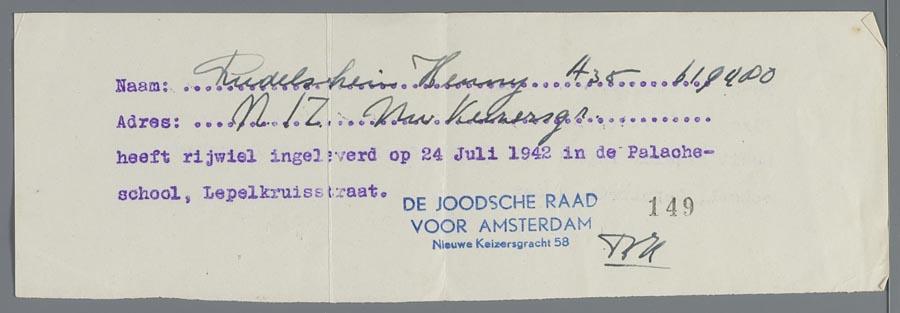 Naam: Rudelsheim Henny 435 619480
Adres: N.I.Z. Nw Keizersgr.
heeft rijwiel ingeleverd op 24 Juli 1942 in de Palache-
school, Lepelkruisstraat.
DE JOODSCHE RAAD
VOOR AMSTERDAM
Nieuwe Keizersgracht 58
149